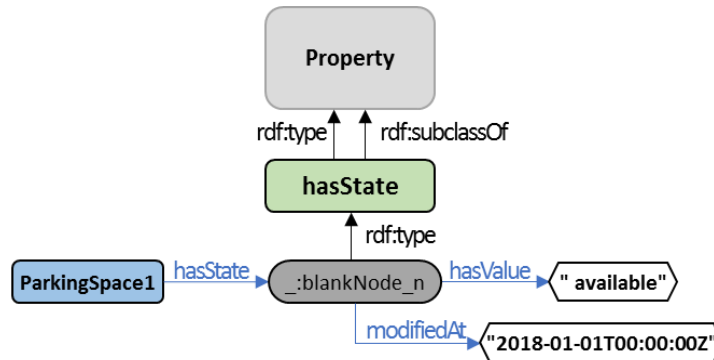 Property
rdf:type rdf:subclassOf
hasState
rdf:type
ParkingSpace1 hasState _:blankNode_n hasValue " available"
modifiedAt
"2018-01-01T00:00:00Z"